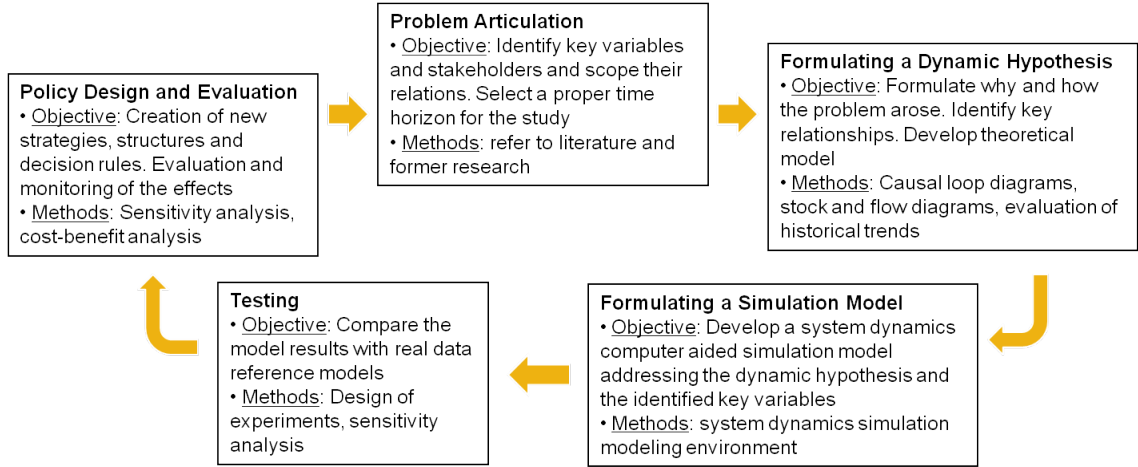 Problem Articulation
• Objective: Identify key variables
and stakeholders and scope their
relations. Select a proper time
horizon for the study
• Methods: refer to literature and
former research
Formulating a Dynamic Hypothesis
• Objective: Formulate why and how
the problem arose. Identify key
relationships. Develop theoretical
model
• Methods: Causal loop diagrams,
stock and flow diagrams, evaluation of
historical trends
Formulating a Simulation Model
• Objective: Develop a system dynamics
computer aided simulation model
addressing the dynamic hypothesis and
the identified key variables
• Methods: system dynamics simulation
modeling environment
Testing
• Objective: Compare the
model results with real data
reference models
• Methods: Design of
experiments, sensitivity
analysis
Policy Design and Evaluation
• Objective: Creation of new
strategies, structures and
decision rules. Evaluation and
monitoring of the effects
• Methods: Sensitivity analysis,
cost-benefit analysis